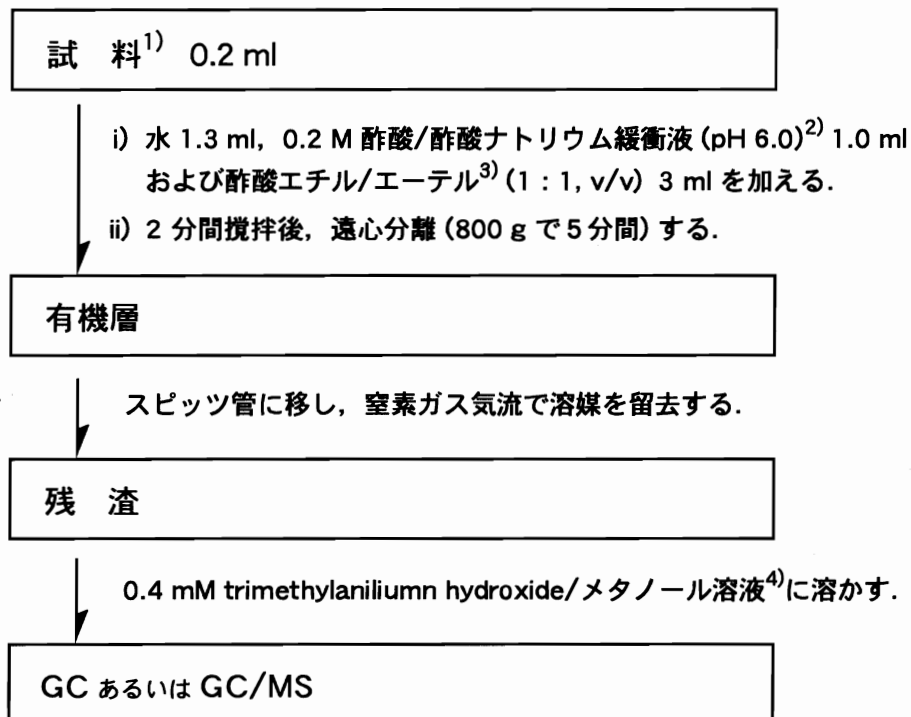 試 料1) 0.2 ml
i) 水 1.3 ml, 0.2 M 酢酸/酢酸ナトリウム緩衝液 (pH 6.0)2) 1.0 ml
および酢酸エチル/エーテル3) (1 : 1, v/v) 3 ml を加える.
ii) 2 分間撹拌後, 遠心分離 (800 g で 5 分間) する.
有機層
スピッツ管に移し, 窒素ガス気流で溶媒を留去する.
残 渣
0.4 mM trimethylaniliumn hydroxide/メタノール溶液4)に溶かす.
GC あるいは GC/MS